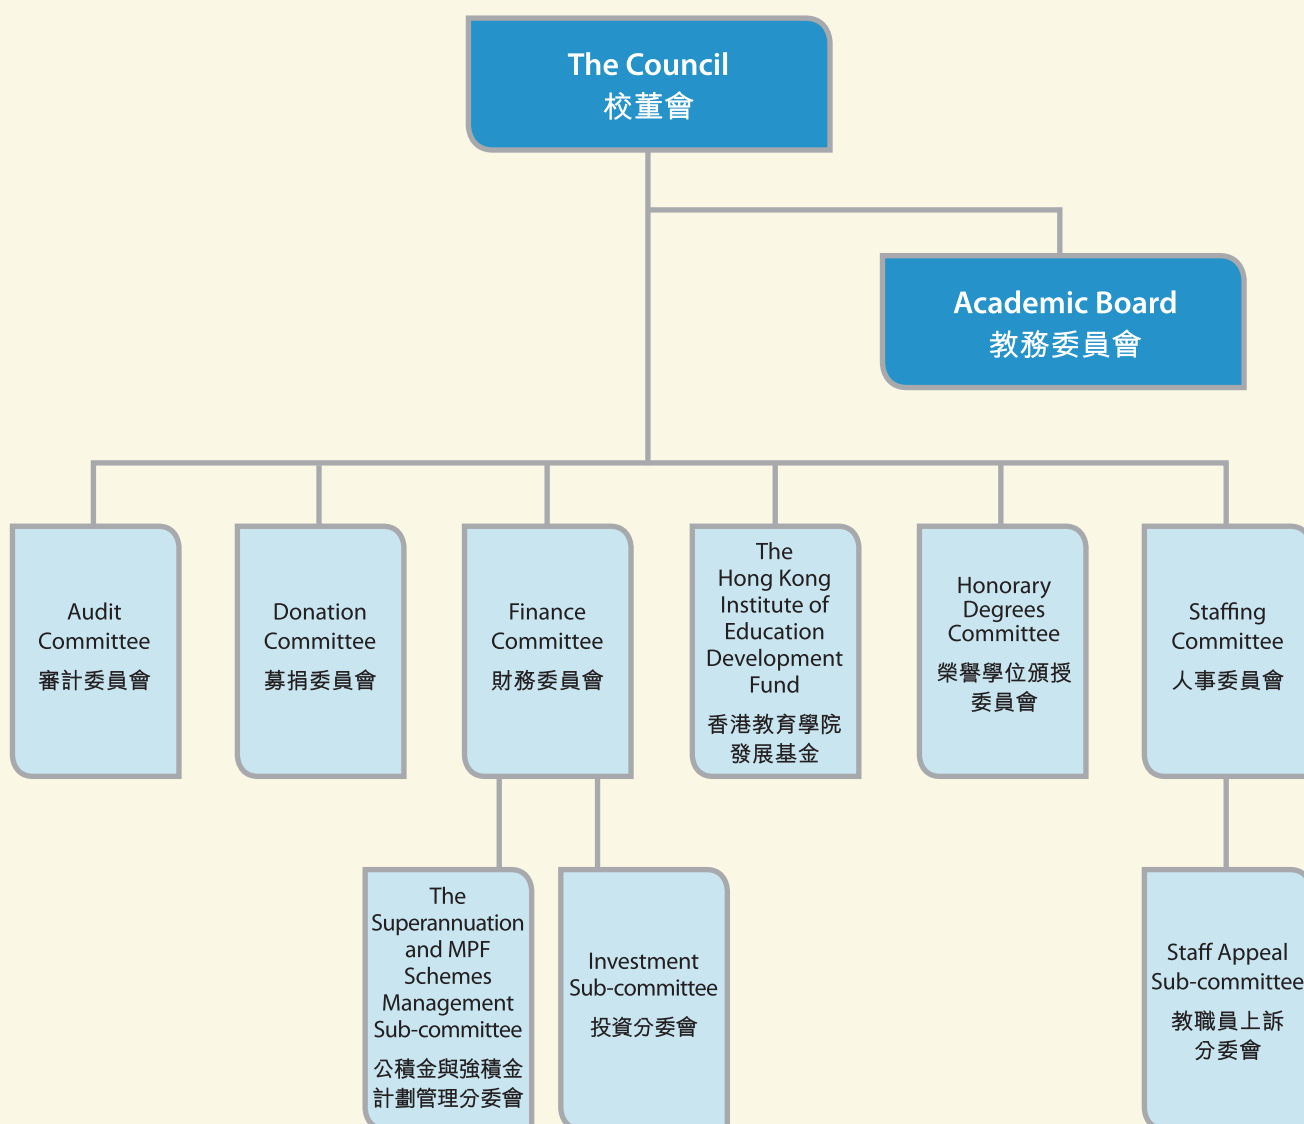 The Council
校董會
Academic Board
教務委員會
Audit
Committee
審計委員會
Donation
Committee
募捐委員會
Finance
Committee
財務委員會
The
Hong Kong
Institute of
Education
Development
Fund
香港教育學院
發展基金
Honorary
Degrees
Committee
榮譽學位頒授
委員會
Staffing
Committee
人事委員會
The
Superannuation
and MPF
Schemes
Management
Sub-committee
公積金與強積金
計劃管理分委會
Investment
Sub-committee
投資分委會
Staff Appeal
Sub-committee
教職員上訴
分委會